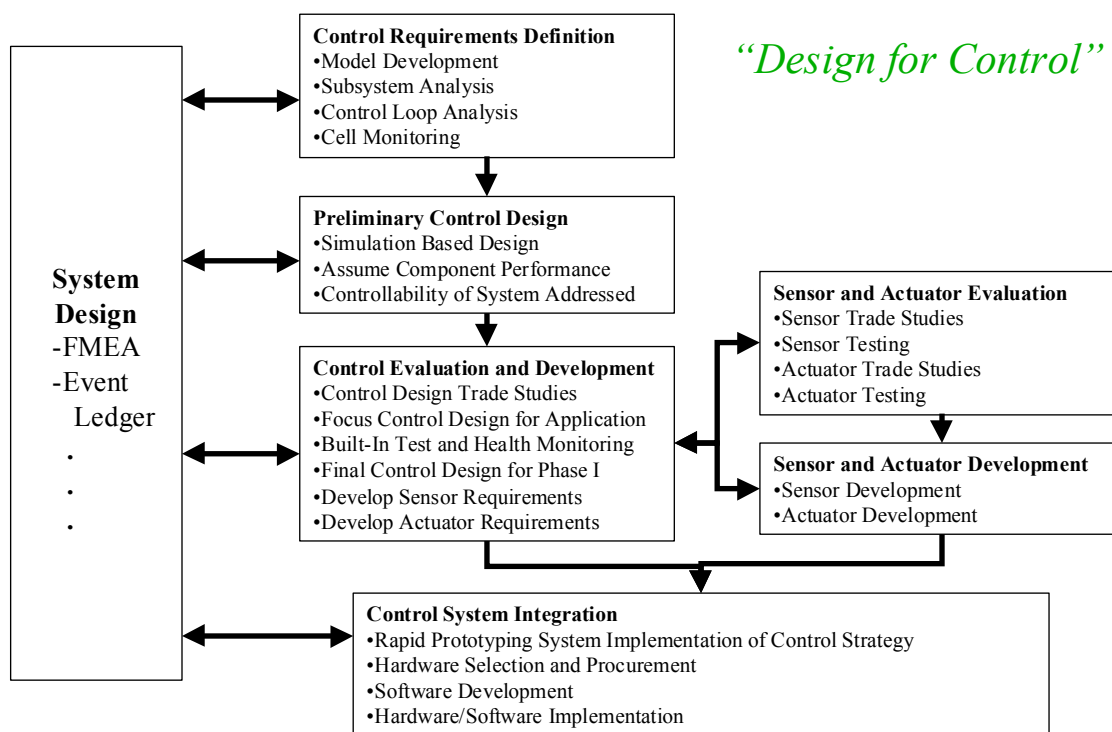 “Design for Control”
Control Requirements Definition
•Model Development
•Subsystem Analysis
•Control Loop Analysis
•Cell Monitoring
System
Design
-FMEA
-Event
Ledger
.
.
.
Preliminary Control Design
•Simulation Based Design
•Assume Component Performance
•Controllability of System Addressed
Control Evaluation and Development
•Control Design Trade Studies
•Focus Control Design for Application
•Built-In Test and Health Monitoring
•Final Control Design for Phase I
•Develop Sensor Requirements
•Develop Actuator Requirements
Sensor and Actuator Evaluation
•Sensor Trade Studies
•Sensor Testing
•Actuator Trade Studies
•Actuator Testing
Sensor and Actuator Development
•Sensor Development
•Actuator Development
Control System Integration
•Rapid Prototyping System Implementation of Control Strategy
•Hardware Selection and Procurement
•Software Development
•Hardware/Software Implementation